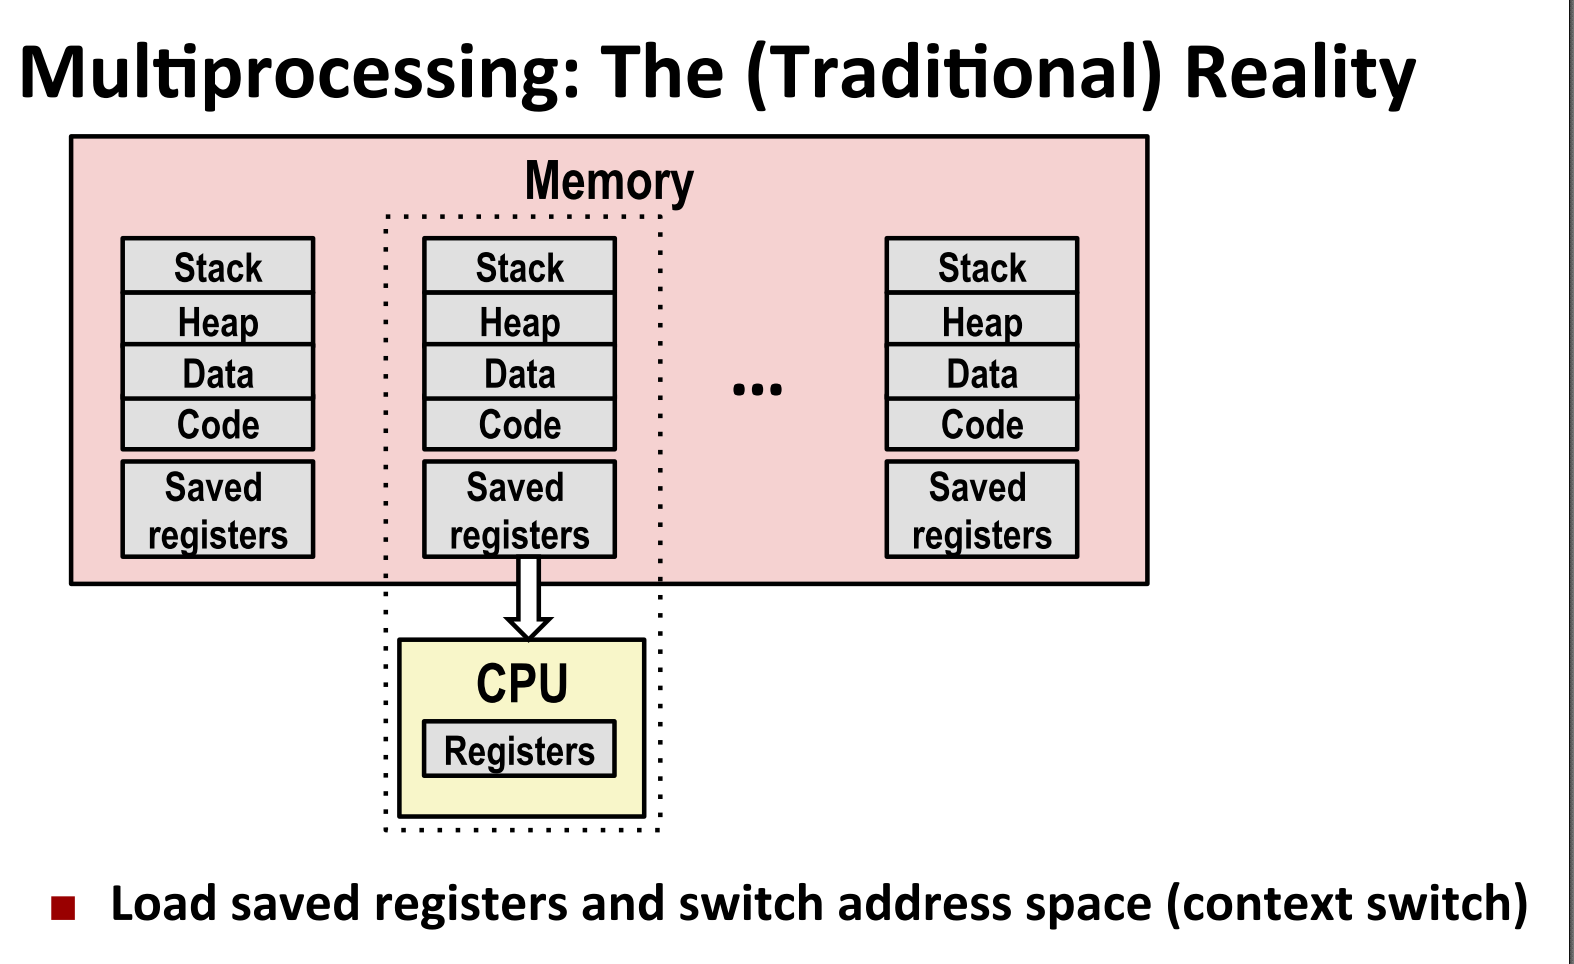 Multiprocessing: The (Traditional) Reality
Memory
Stack
Heap
Data
Code
Saved
registers
Stack
Heap
Data
Code
Saved
registers
...
Stack
Heap
Data
Code
Saved
registers
CPU
Registers
Load saved registers and switch address space (context switch)